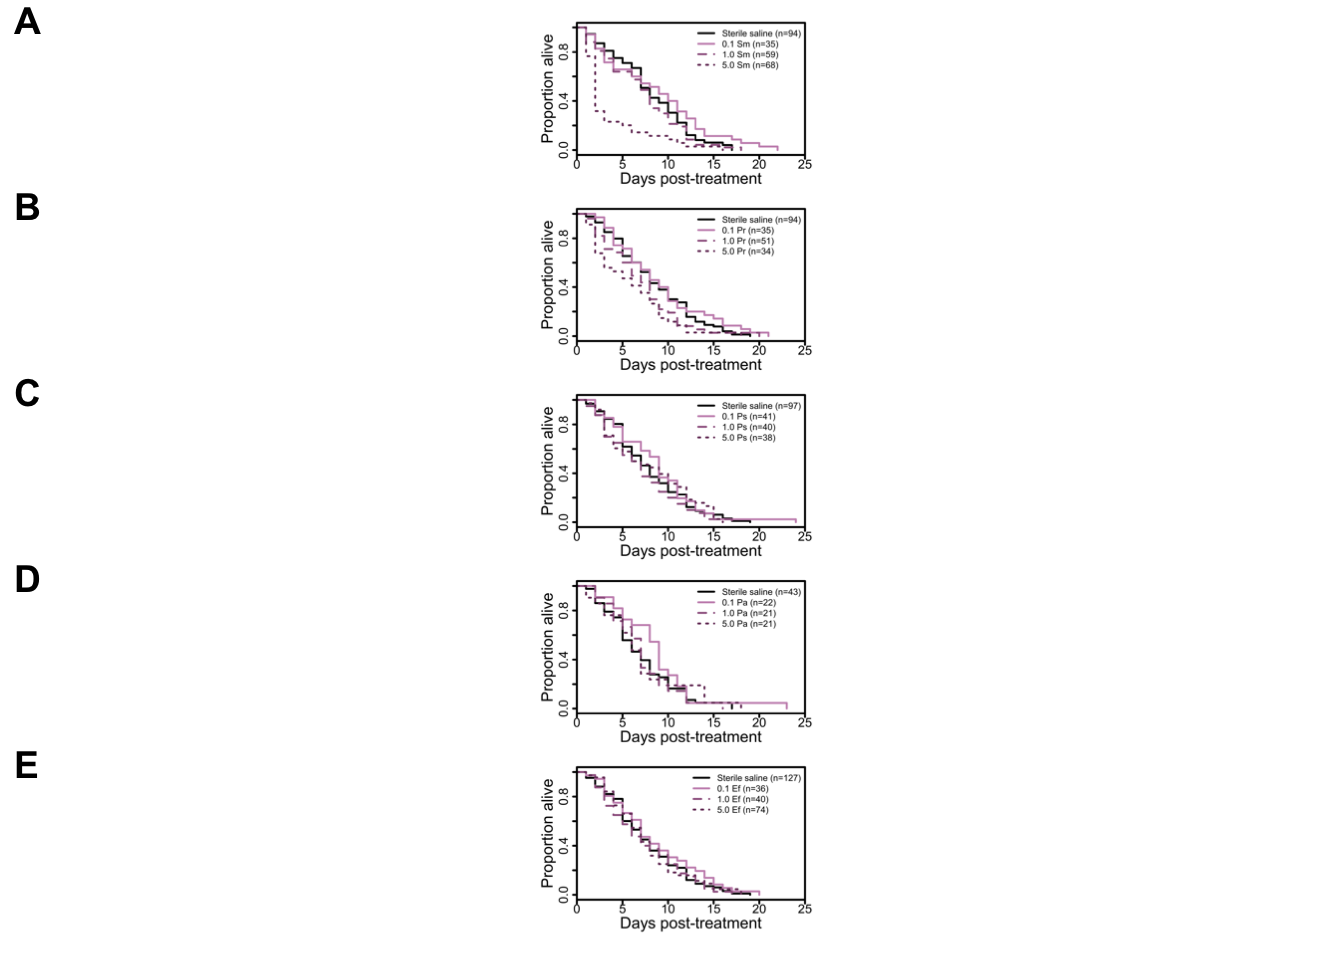 A
Proportion alive
0.0 0.4 0.8
Sterile saline (n=94)
0.1 Sm (n=35)
1.0 Sm (n=59)
5.0 Sm (n=68)
0 5 10 15 20 25
Days post-treatment
B
Proportion alive
0.0 0.4 0.8
Sterile saline (n=94)
0.1 Pr (n=35)
1.0 Pr (n=51)
5.0 Pr (n=34)
0 5 10 15 20 25
Days post-treatment
C
Proportion alive
0.0 0.4 0.8
Sterile saline (n=97)
0.1 Ps (n=41)
1.0 Ps (n=40)
5.0 Ps (n=38)
0 5 10 15 20 25
Days post-treatment
D
Proportion alive
0.0 0.4 0.8
Sterile saline (n=43)
0.1 Pa (n=22)
1.0 Pa (n=21)
5.0 Pa (n=21)
0 5 10 15 20 25
Days post-treatment
E
Proportion alive
0.0 0.4 0.8
Sterile saline (n=127)
0.1 Ef (n=36)
1.0 Ef (n=40)
5.0 Ef (n=74)
0 5 10 15 20 25
Days post-treatment